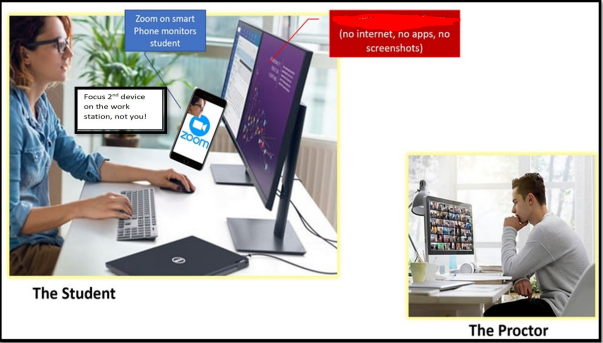 Zoom on smart
Phone monitors
student
(no internet, no apps, no
screenshots)
Focus 2nd device
on the work
station, not you!
zoom
DELL
The Student
The Proctor